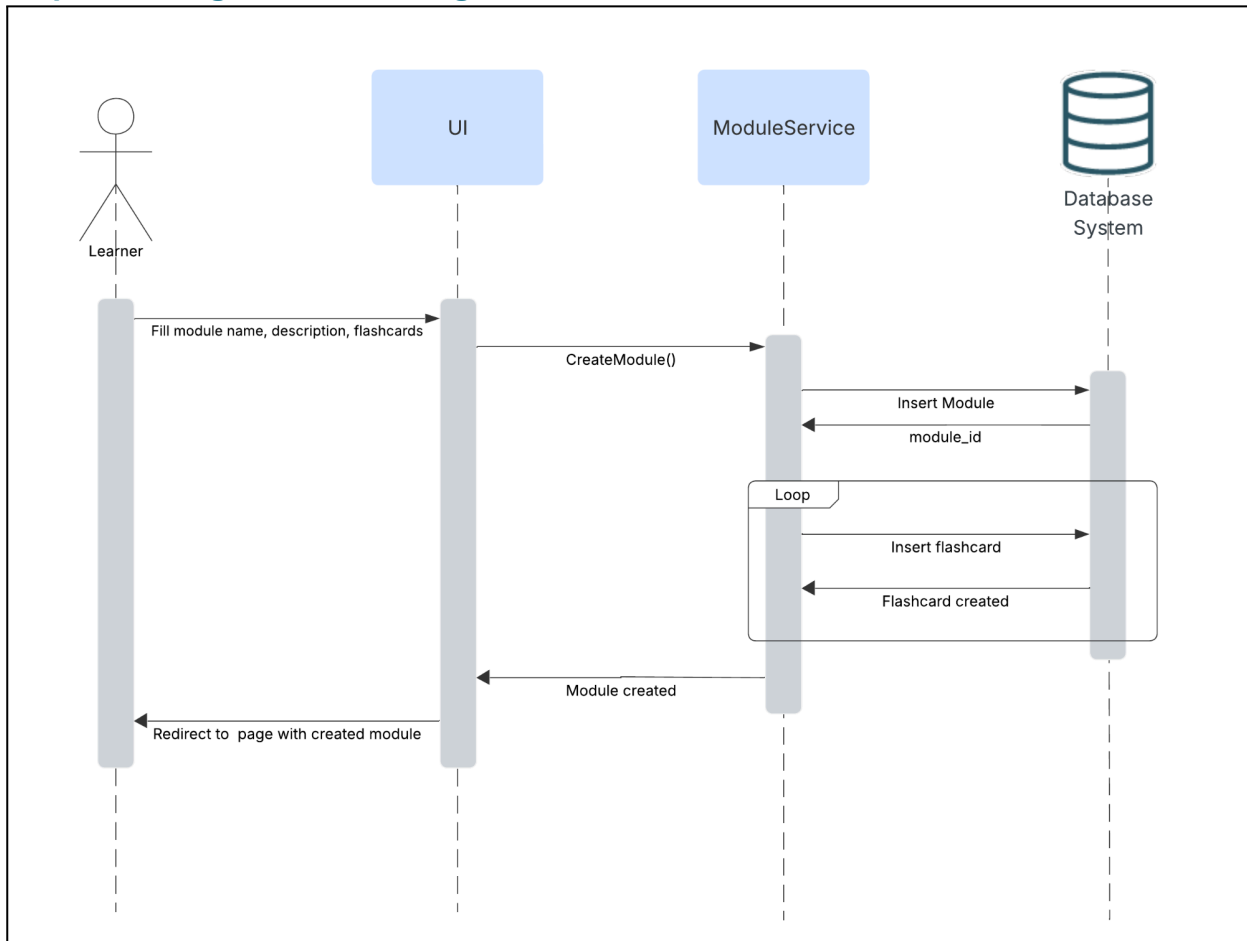 UI
ModuleService
Database
System
Learner
Fill module name, description, flashcards
CreateModule()
Insert Module
module_id
Loop
Insert flashcard
Flashcard created
Module created
Redirect to  page with created module